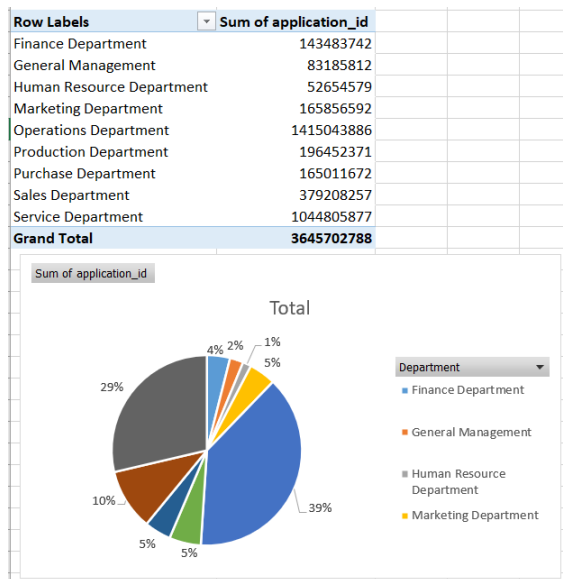 Row Labels Sum of application_id
Finance Department 143483742
General Management 83185812
Human Resource Department 52654579
Marketing Department 165856592
Operations Department 1415043886
Production Department 196452371
Purchase Department 165011672
Sales Department 379208257
Service Department 1044805877
Grand Total 3645702788
Sum of application_id
Total
4% 2% 1%
5%
29%
10%
39%
5%
5%
Department
Finance Department
General Management
Human Resource
Department
Marketing Department